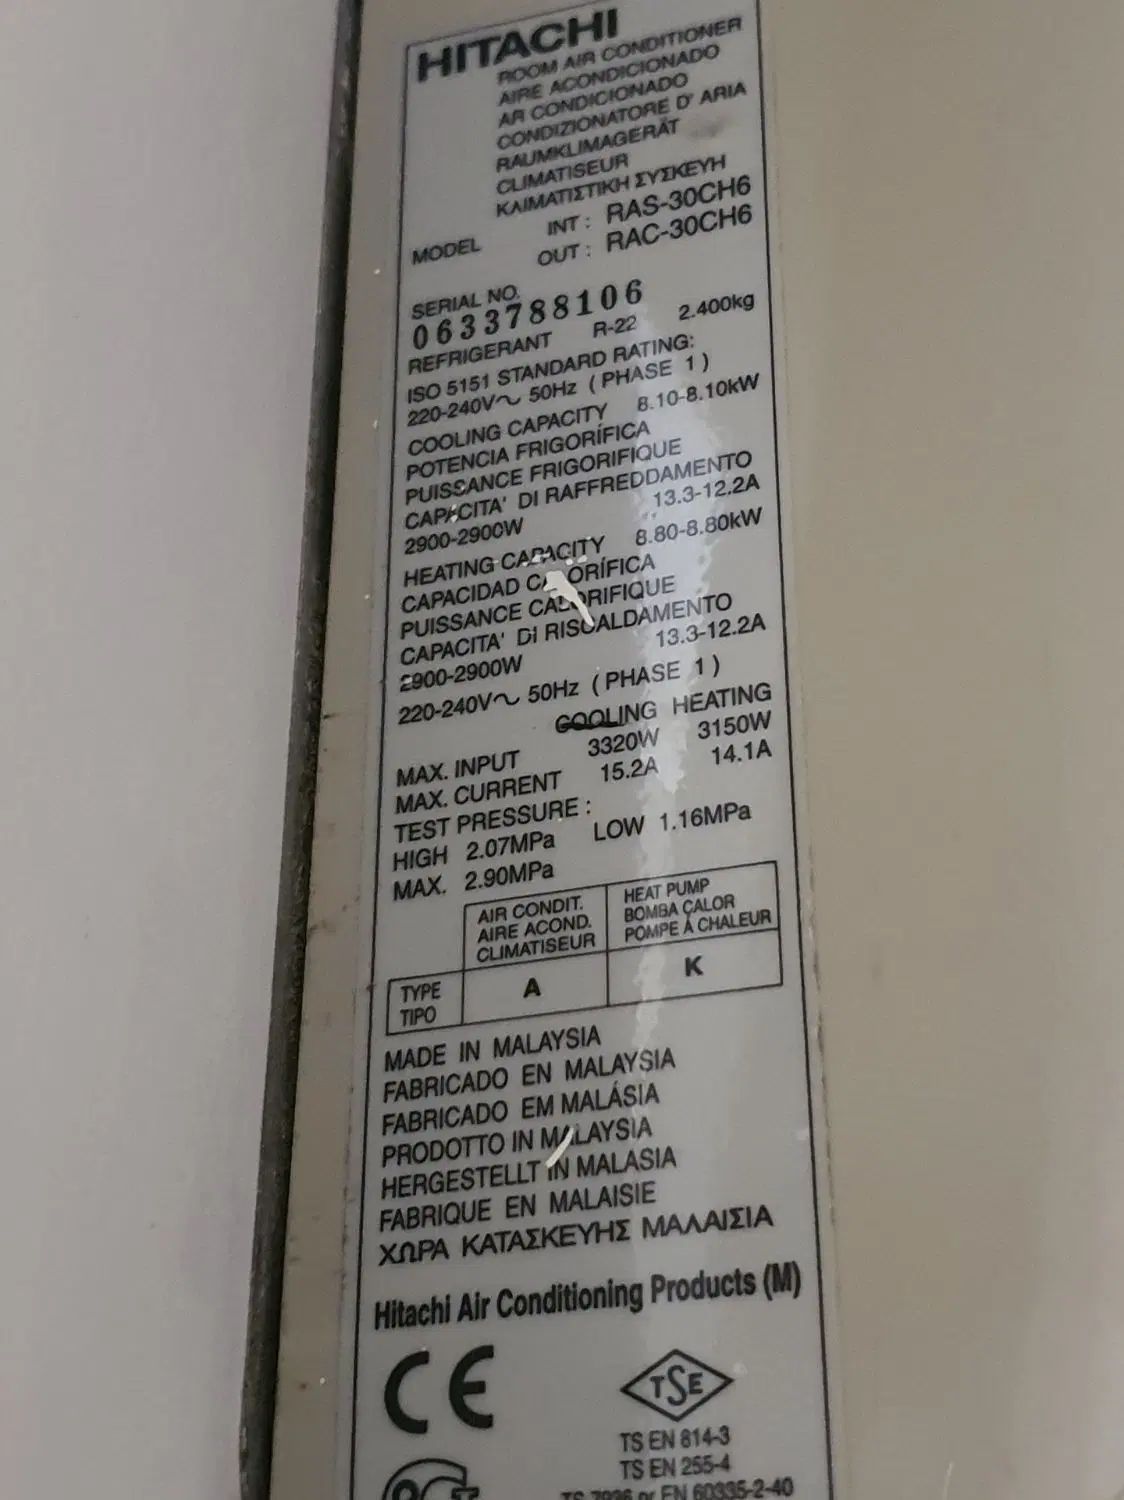 HITACHI
ROOM AIR CONDITIONER
AIRE ACONDICIONADO
AR CONDICIONADO
CONDIZIONATORE D' ARIA
RAUMKLIMAGERÄT
CLIMATISEUR
ΚΛΙΜΑΤΙΣΤΙΚΗ ΣΥΣΚΕΥΗ
MODEL INT : RAS-30CH6
OUT : RAC-30CH6
SERIAL NO.
0633788106
REFRIGERANT R-22 2.400kg
ISO 5151 STANDARD RATING:
220-240V~ 50Hz ( PHASE 1 )
COOLING CAPACITY 8.10-8.10kW
POTENCIA FRIGORÍFICA
PUISSANCE FRIGORIFIQUE
CAPACITA' DI RAFFREDDAMENTO
2900-2900W 13.3-12.2A
HEATING CAPACITY 8.80-8.80kW
CAPACIDAD CALORÍFICA
PUISSANCE CALORIFIQUE
CAPACITA' DI RISCALDAMENTO
2900-2900W 13.3-12.2A
220-240V~ 50Hz ( PHASE 1 )
COOLING HEATING
MAX. INPUT 3320W 3150W
MAX. CURRENT 15.2A 14.1A
TEST PRESSURE :
HIGH 2.07MPa LOW 1.16MPa
MAX. 2.90MPa
AIR CONDIT. HEAT PUMP
AIRE ACOND. BOMBA ÇALOR
CLIMATISEUR POMPE À CHALEUR
TYPE A K
TIPO
MADE IN MALAYSIA
FABRICADO EN MALAYSIA
FABRICADO EM MALÁSIA
PRODOTTO IN MALAYSIA
HERGESTELLT IN MALASIA
FABRIQUE EN MALAISIE
ΧΩΡΑ ΚΑΤΑΣΚΕΥΗΣ ΜΑΛΑΙΣΙΑ
Hitachi Air Conditioning Products (M)
CE TSE
TS EN 814-3
TS EN 255-4
TS 7936 or EN 60335-2-40